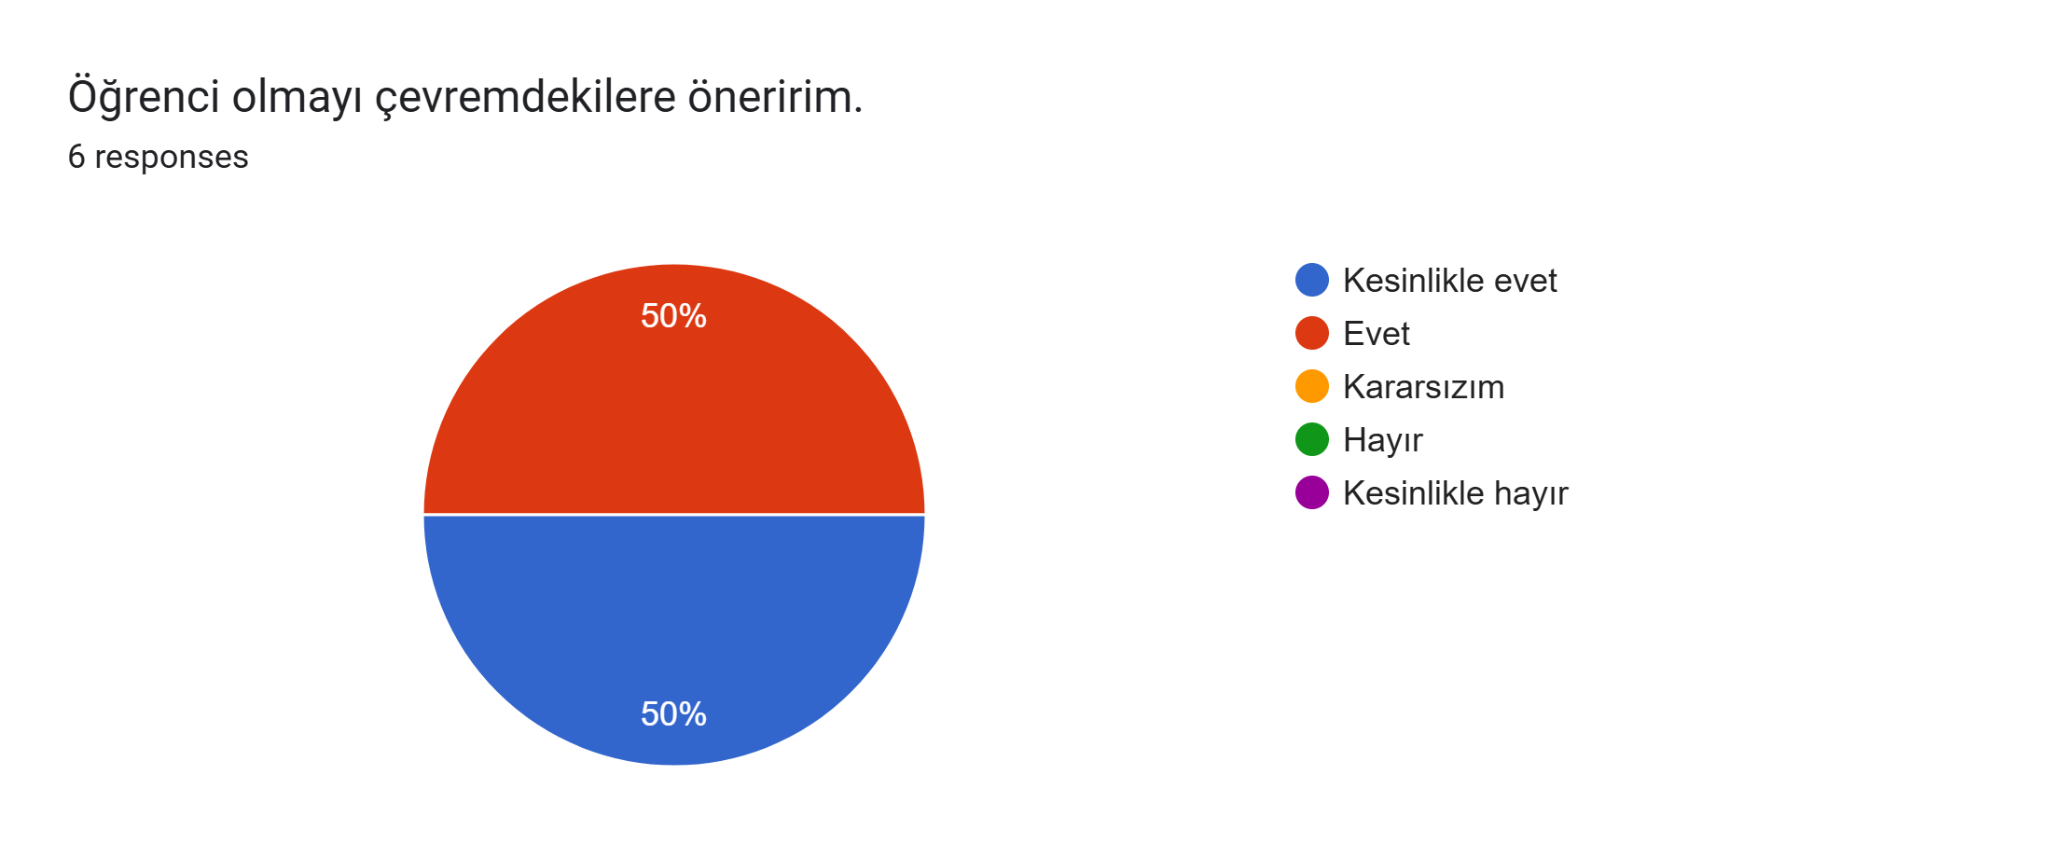 Öğrenci olmayı çevremdekilere öneririm.
6 responses
50%
50%
Kesinlikle evet
Evet
Kararsızım
Hayır
Kesinlikle hayır